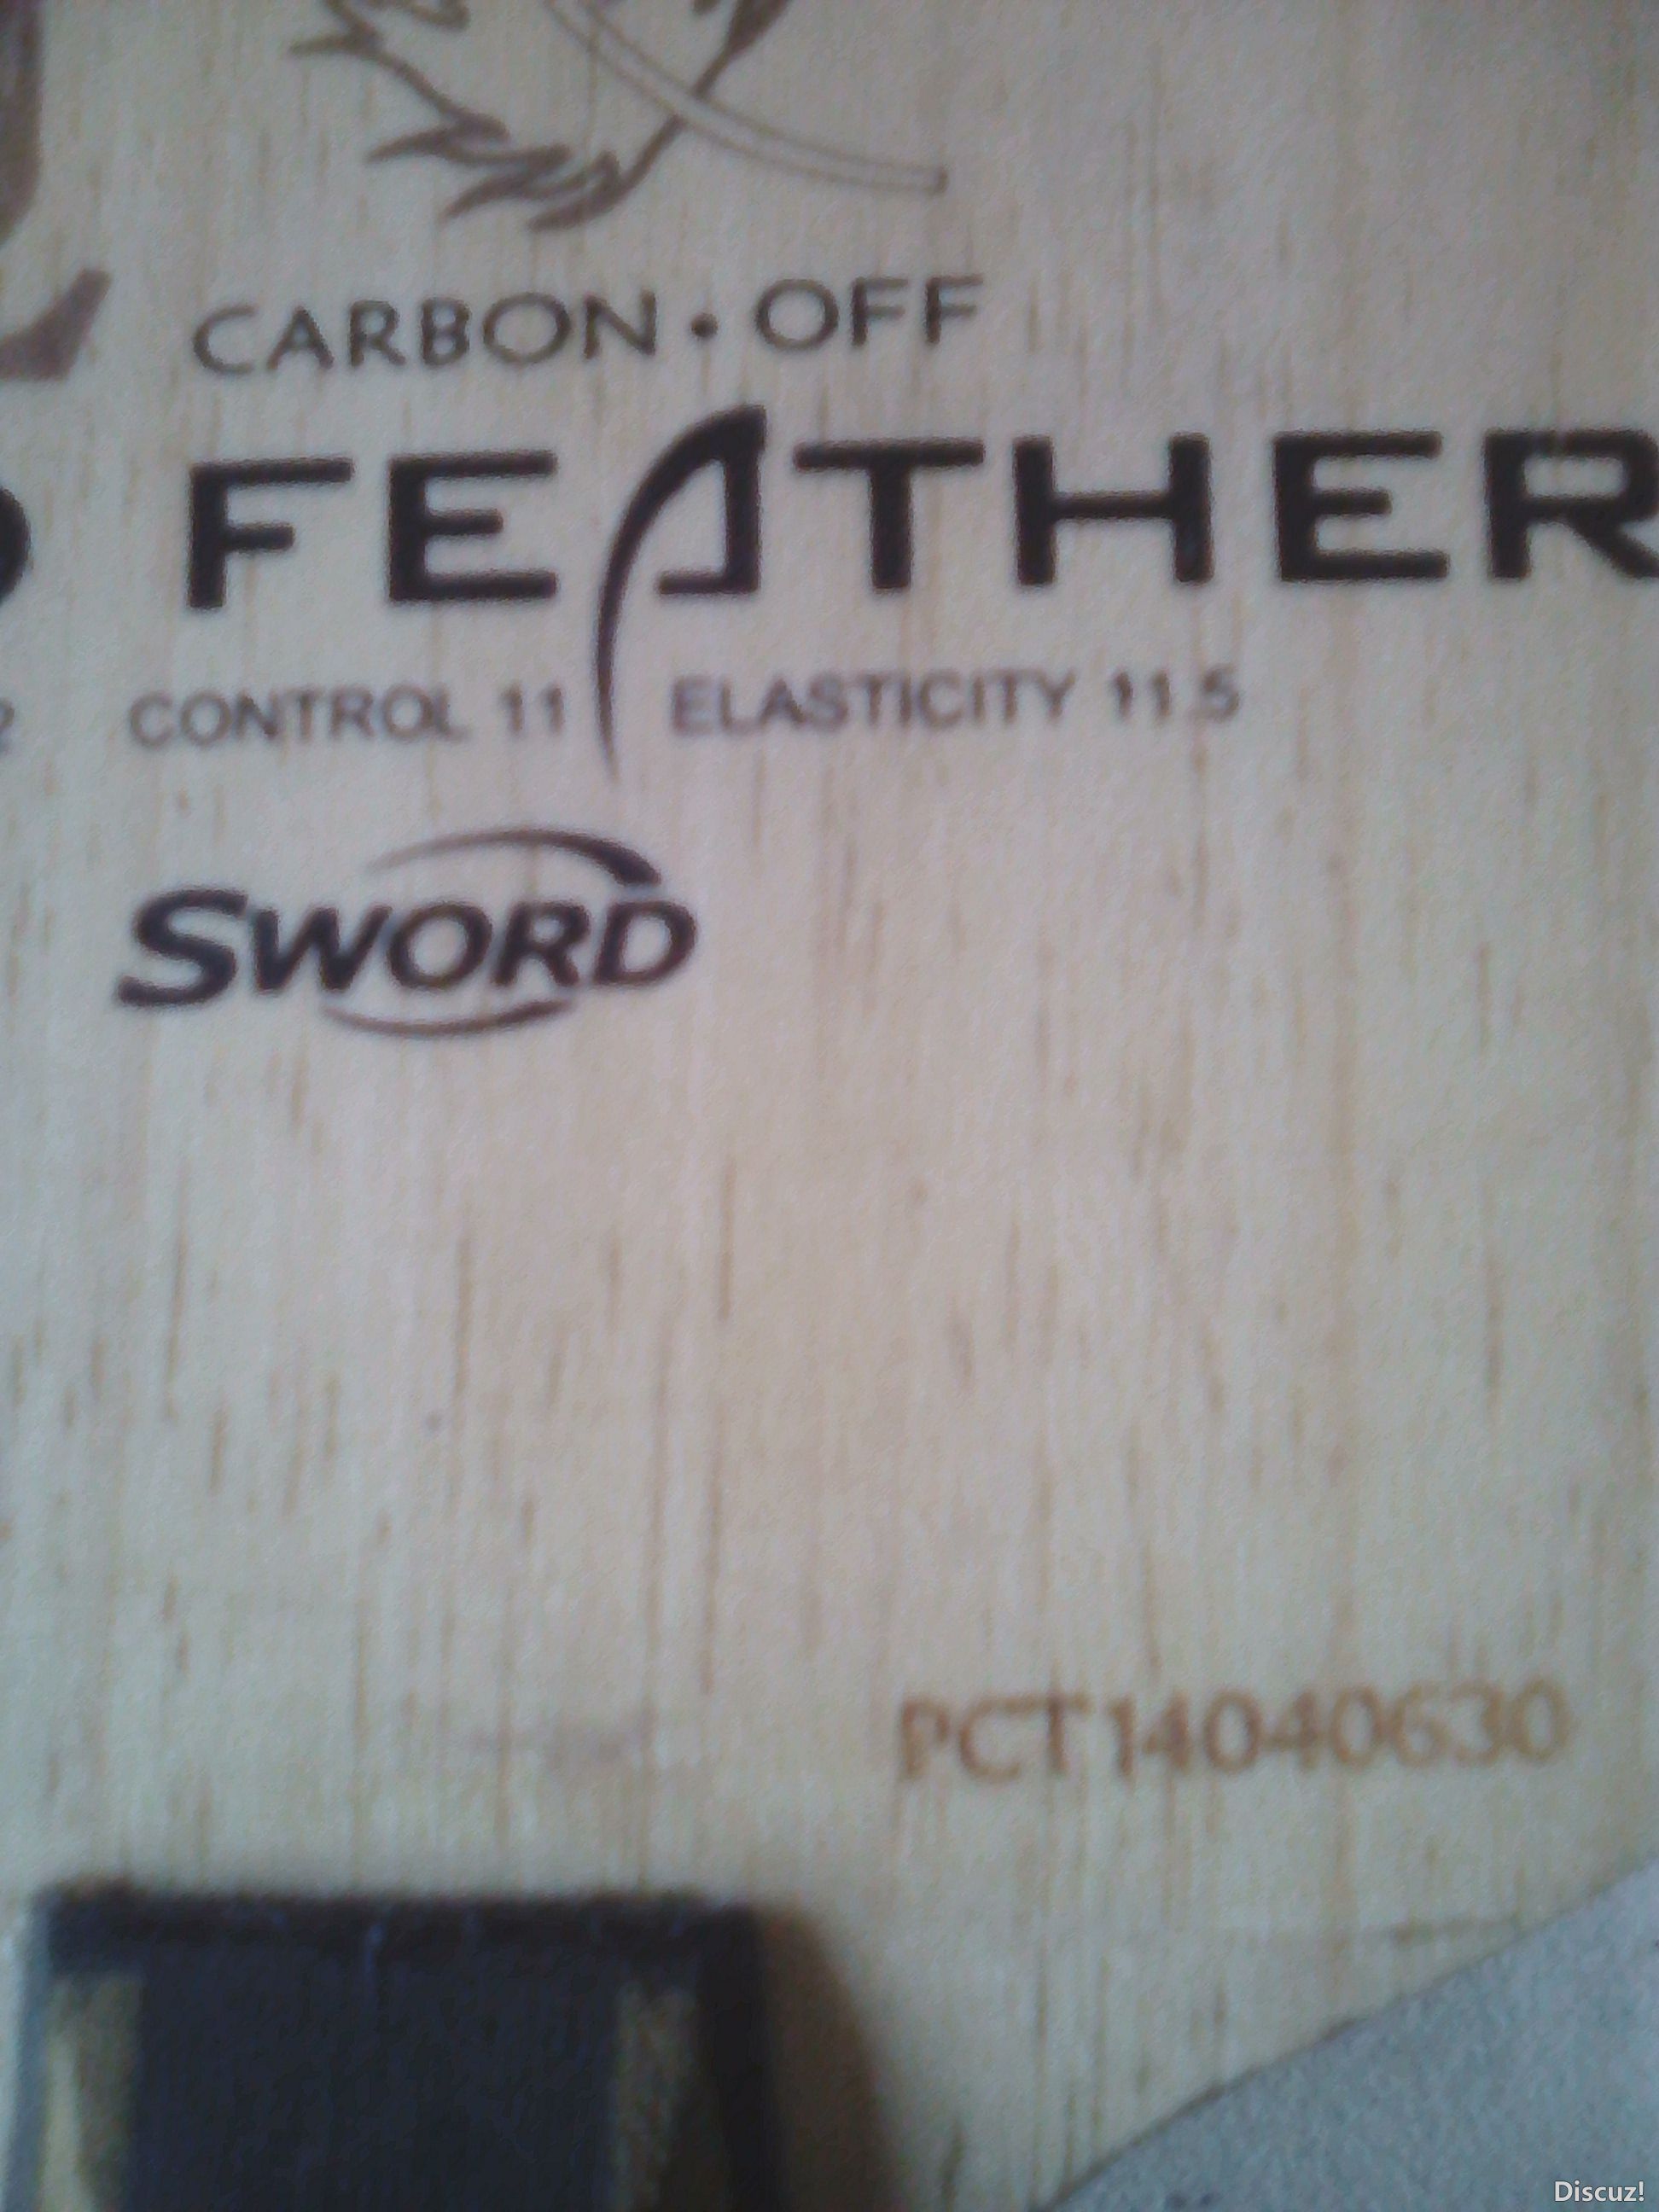 CARBON • OFF
FEATHER
CONTROL 11 ELASTICITY 11.5
SWORD
PCT14040630
Discuz!